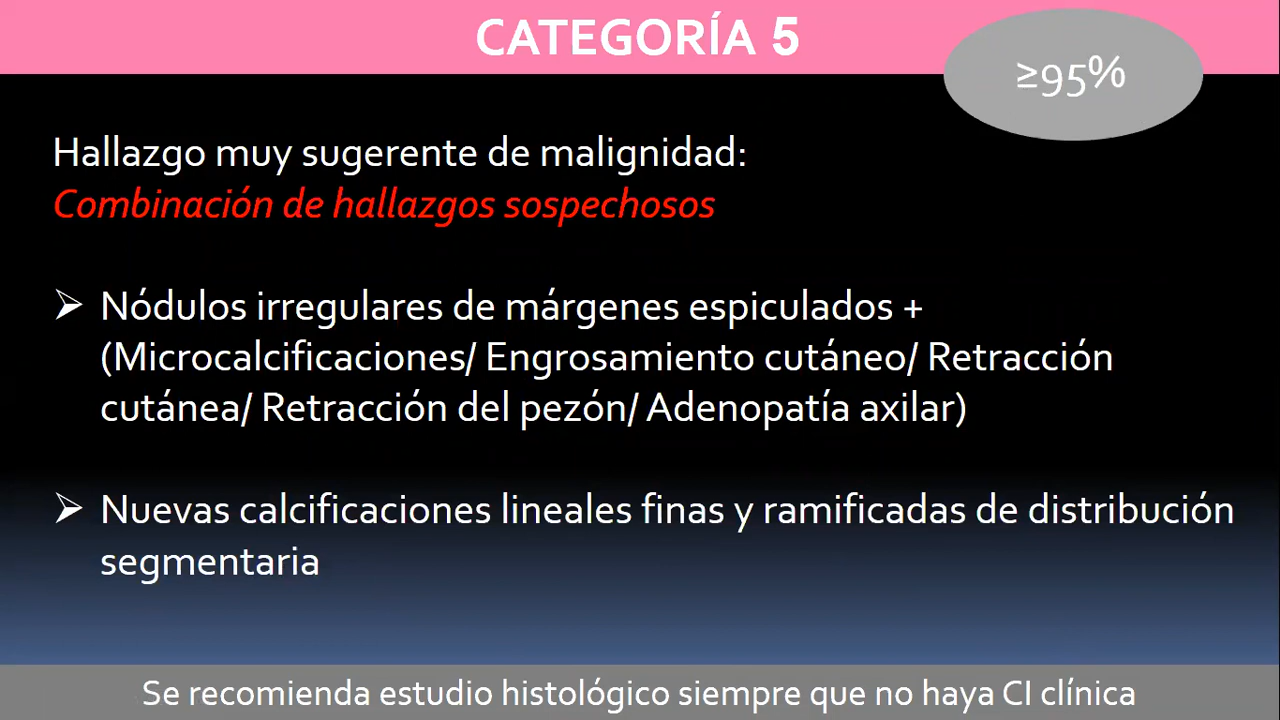 CATEGORÍA 5
≥95%
Hallazgo muy sugerente de malignidad:
Combinación de hallazgos sospechosos
➢ Nódulos irregulares de márgenes espiculados +
(Microcalcificaciones/ Engrosamiento cutáneo/ Retracción
cutánea/ Retracción del pezón/ Adenopatía axilar)
➢ Nuevas calcificaciones lineales finas y ramificadas de distribución
segmentaria
Se recomienda estudio histológico siempre que no haya CI clínica